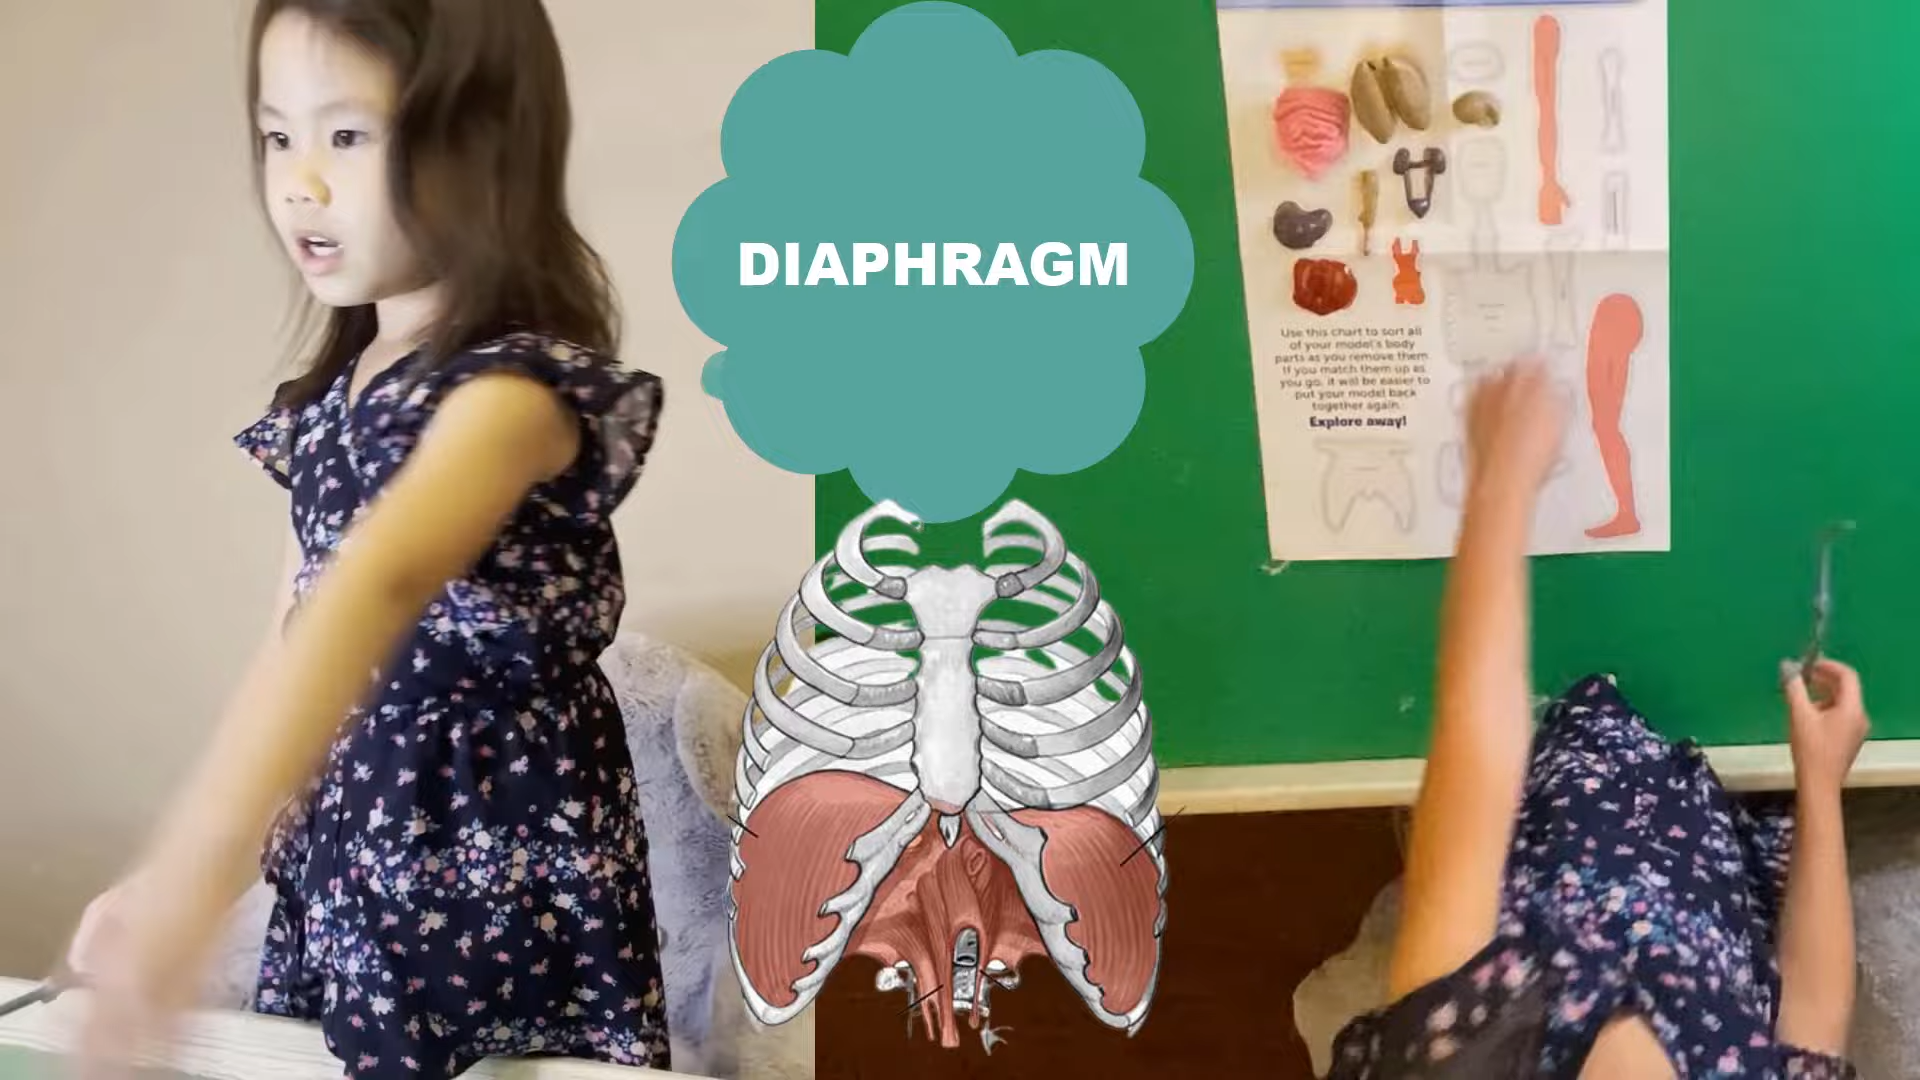 DIAPHRAGM
Use this chart to sort all
of your model's body
parts as you remove them.
If you match them up as
you go, it will be easier to
put your model back
together again.
Explore away!